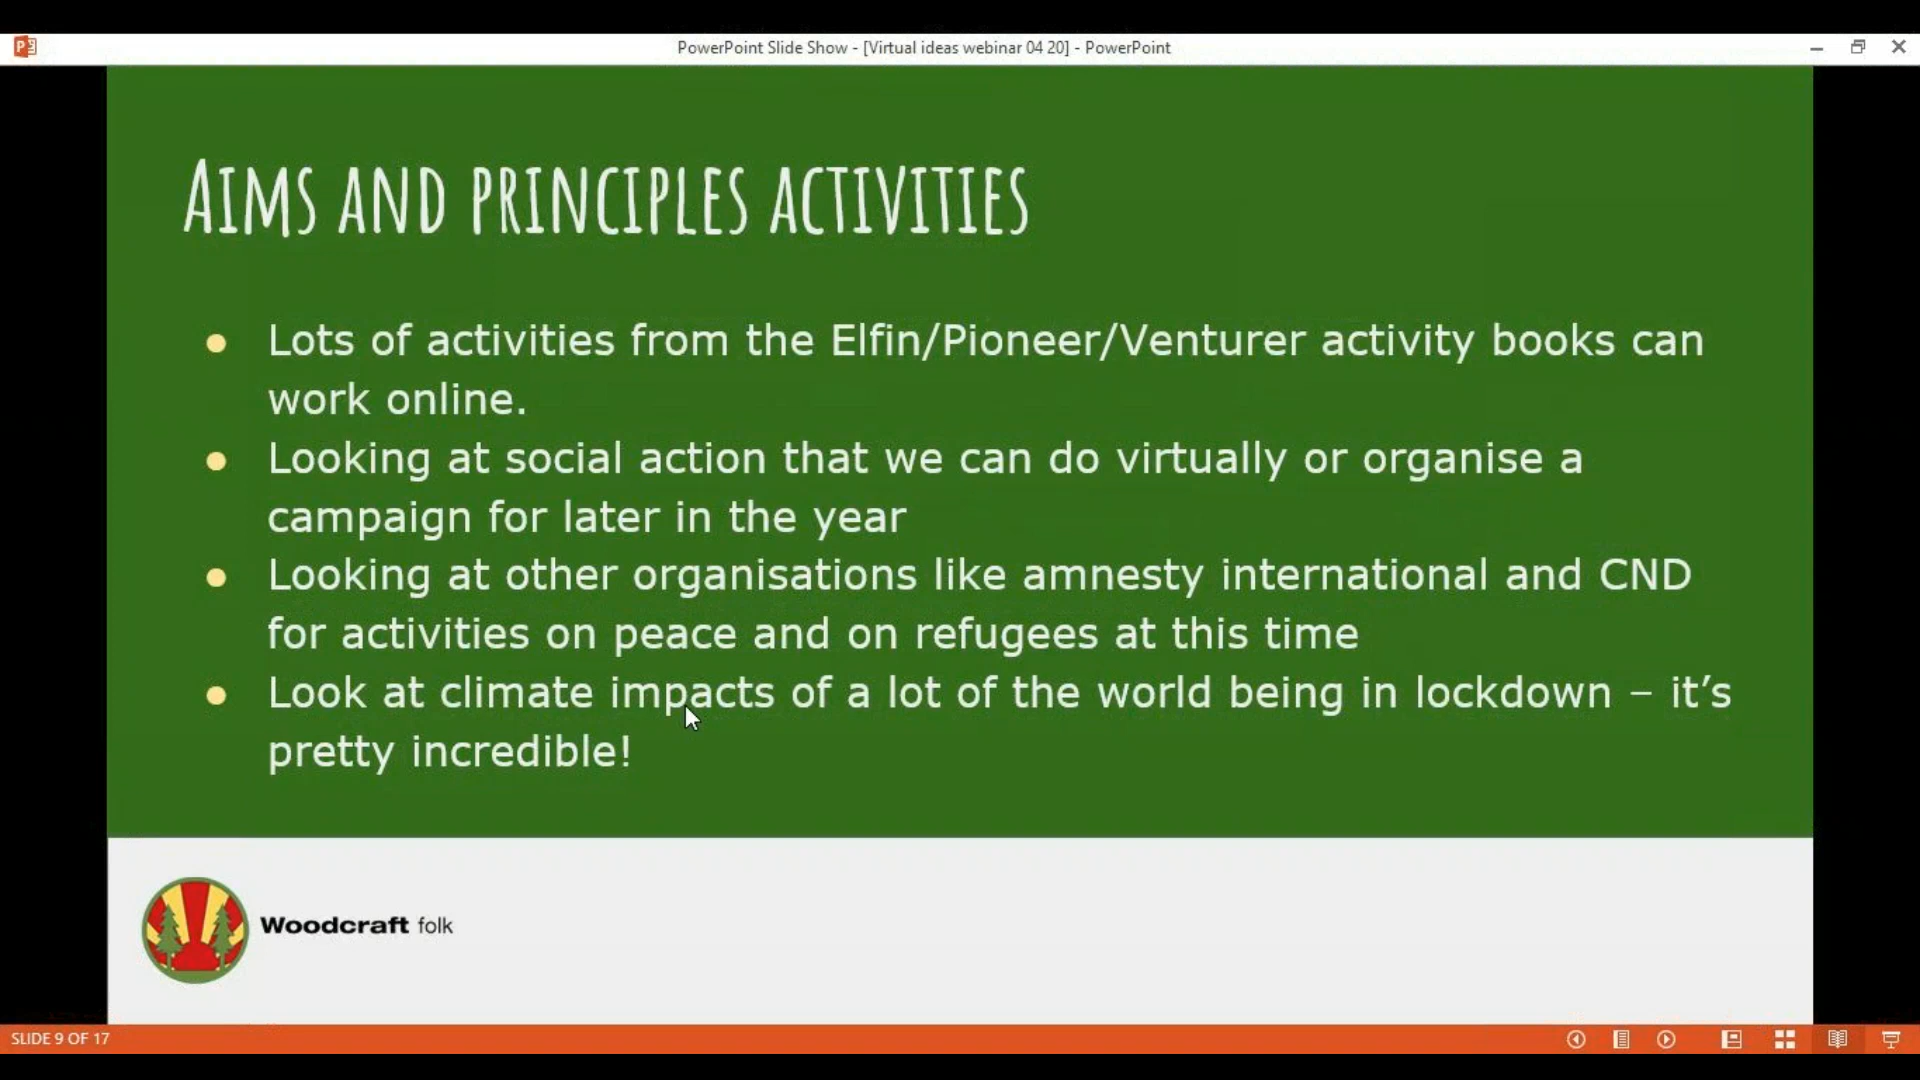 PowerPoint Slide Show - [Virtual ideas webinar 04 20] - PowerPoint
AIMS AND PRINCIPLES ACTIVITIES
Lots of activities from the Elfin/Pioneer/Venturer activity books can
work online.
Looking at social action that we can do virtually or organise a
campaign for later in the year
Looking at other organisations like amnesty international and CND
for activities on peace and on refugees at this time
Look at climate impacts of a lot of the world being in lockdown – it’s
pretty incredible!
Woodcraft folk
SLIDE 9 OF 17